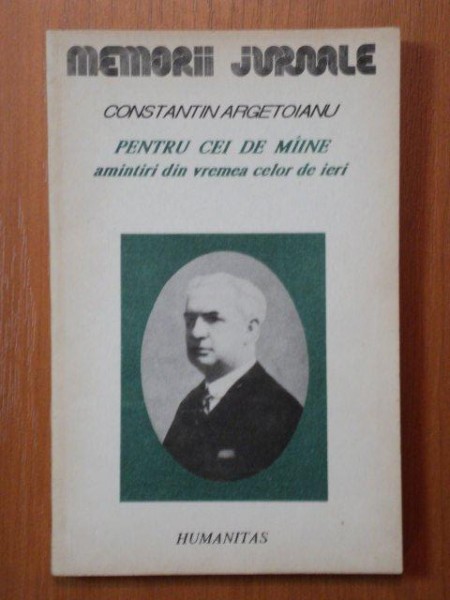 MEMORII JURNALE
CONSTANTIN ARGETOIANU
PENTRU CEI DE MÎINE
amintiri din vremea celor de ieri
HUMANITAS